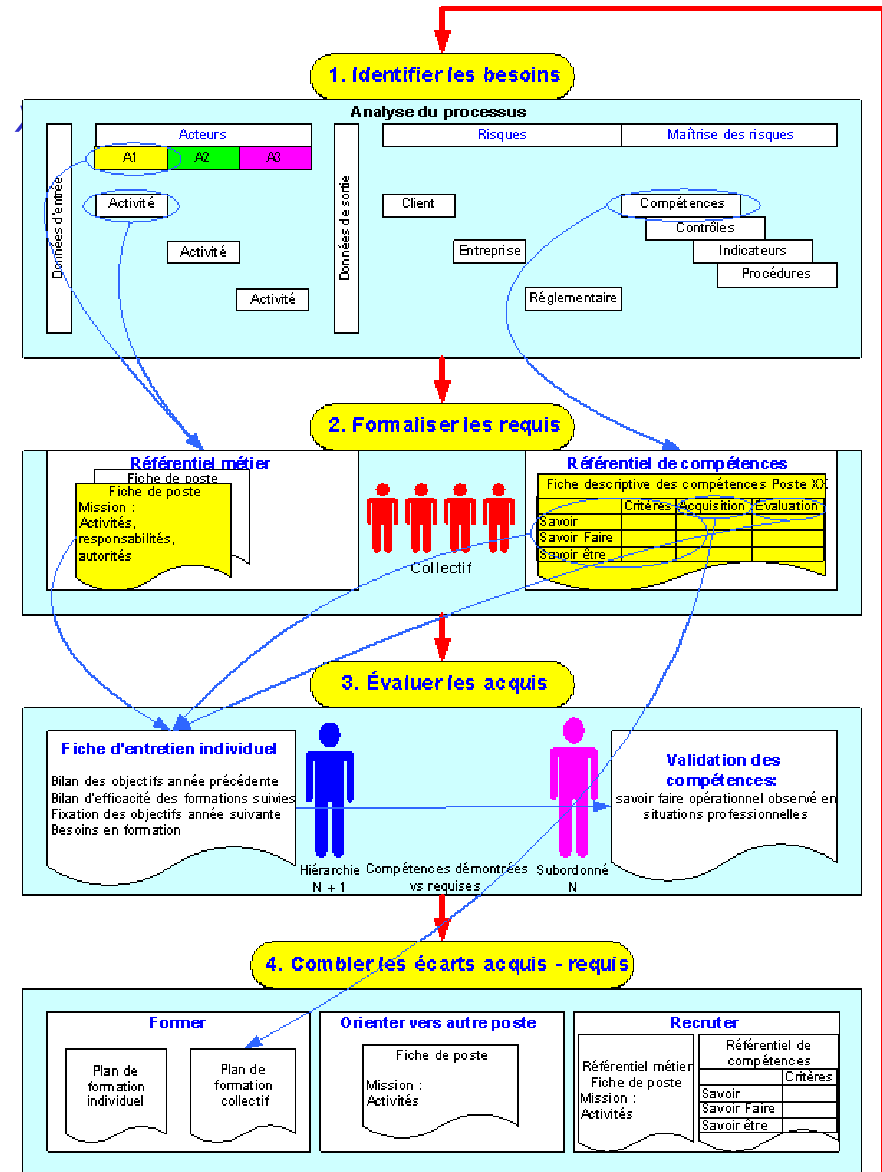 1. Identifier les besoins
Analyse du processus
Données d'entrée
Acteurs
A1
A2
A3
Activité
Activité
Activité
Données de sortie
Risques
Maîtrise des risques
Client
Entreprise
Réglementaire
Compétences
Contrôles
Indicateurs
Procédures
2. Formaliser les requis
Référentiel métier
Fiche de poste
Fiche de poste
Mission :
Activités,
responsabilités,
autorités
Collectif
Référentiel de compétences
Fiche descriptive des compétences Poste XX
Critères Acquisition Evaluation
Savoir
Savoir Faire
Savoir être
3. Évaluer les acquis
Fiche d'entretien individuel
Bilan des objectifs année précédente
Bilan d'efficacité des formations suivies
Fixation des objectifs année suivante
Besoins en formation
Hiérarchie
N + 1
Compétences démontrées
vs requises
Subordonné
N
Validation des
compétences:
savoir faire opérationnel observé en
situations professionnelles
4. Combler les écarts acquis - requis
Former
Plan de
formation
individuel
Plan de
formation
collectif
Orienter vers autre poste
Fiche de poste
Mission :
Activités
Recruter
Référentiel métier
Fiche de poste
Mission :
Activités
Référentiel de
compétences
Critères
Savoir
Savoir Faire
Savoir être